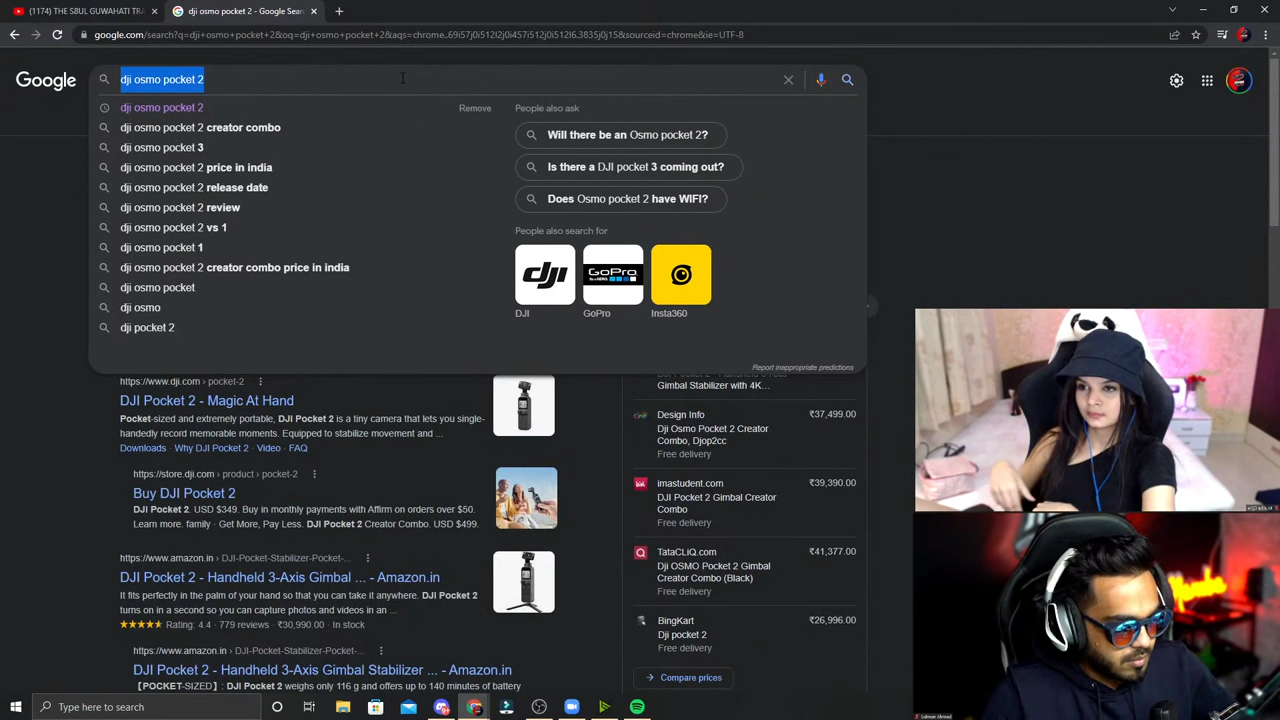 (1174) THE S8UL GUWAHATI TRA
dji osmo pocket 2 - Google Sear
google.com/search?q=dji+osmo+pocket+2&oq=dji+osmo+pocket+2&aqs=chrome..69i57j0i512l2j0i457i512j0i512l6.3835j0j15&sourceid=chrome&ie=UTF-8
Google
dji osmo pocket 2
dji osmo pocket 2
Remove
dji osmo pocket 2 creator combo
dji osmo pocket 3
dji osmo pocket 2 price in india
dji osmo pocket 2 release date
dji osmo pocket 2 review
dji osmo pocket 2 vs 1
dji osmo pocket 1
dji osmo pocket 2 creator combo price in india
dji osmo pocket
dji osmo
dji pocket 2
People also ask
Will there be an Osmo pocket 2?
Is there a DJI pocket 3 coming out?
Does Osmo pocket 2 have WIFI?
People also search for
dji
GoPro
DJI
GoPro
Insta360
Report inappropriate predictions
https://www.dji.com › pocket-2
DJI Pocket 2 - Magic At Hand
Pocket-sized and extremely portable, DJI Pocket 2 is a tiny camera that lets you single-
handedly record memorable moments. Equipped to stabilize movement and ...
Downloads · Why DJI Pocket 2 · Video · FAQ
https://store.dji.com › product › pocket-2
Buy DJI Pocket 2
DJI Pocket 2. USD $349. Buy in monthly payments with Affirm on orders over $50.
Learn more. family · Get More, Pay Less. DJI Pocket 2 Creator Combo. USD $499.
https://www.amazon.in › DJI-Pocket-Stabilizer-Pocket-...
DJI Pocket 2 - Handheld 3-Axis Gimbal ... - Amazon.in
It fits perfectly in the palm of your hand so that you can take it anywhere. DJI Pocket 2
turns on in a second so you can capture photos and videos in an ...
Rating: 4.4 · 779 reviews · ₹30,990.00 · In stock
https://www.amazon.in › DJI-Pocket-Stabilizer-Pocket-...
DJI Pocket 2 - Handheld 3-Axis Gimbal Stabilizer ... - Amazon.in
【POCKET-SIZED】: DJI Pocket 2 weighs only 116 g and offers up to 140 minutes of battery
Gimbal Stabilizer with 4K...
Design Info
₹37,499.00
Dji Osmo Pocket 2 Creator
Combo, Djop2cc
Free delivery
imastudent.com
₹39,390.00
DJI Pocket 2 Gimbal Creator
Combo
Free delivery
TataCLiQ.com
₹41,377.00
Dji OSMO Pocket 2 Gimbal
Creator Combo (Black)
Free delivery
BingKart
₹26,996.00
Dji pocket 2
Free delivery
Compare prices
Salman Ahmad
Type here to search